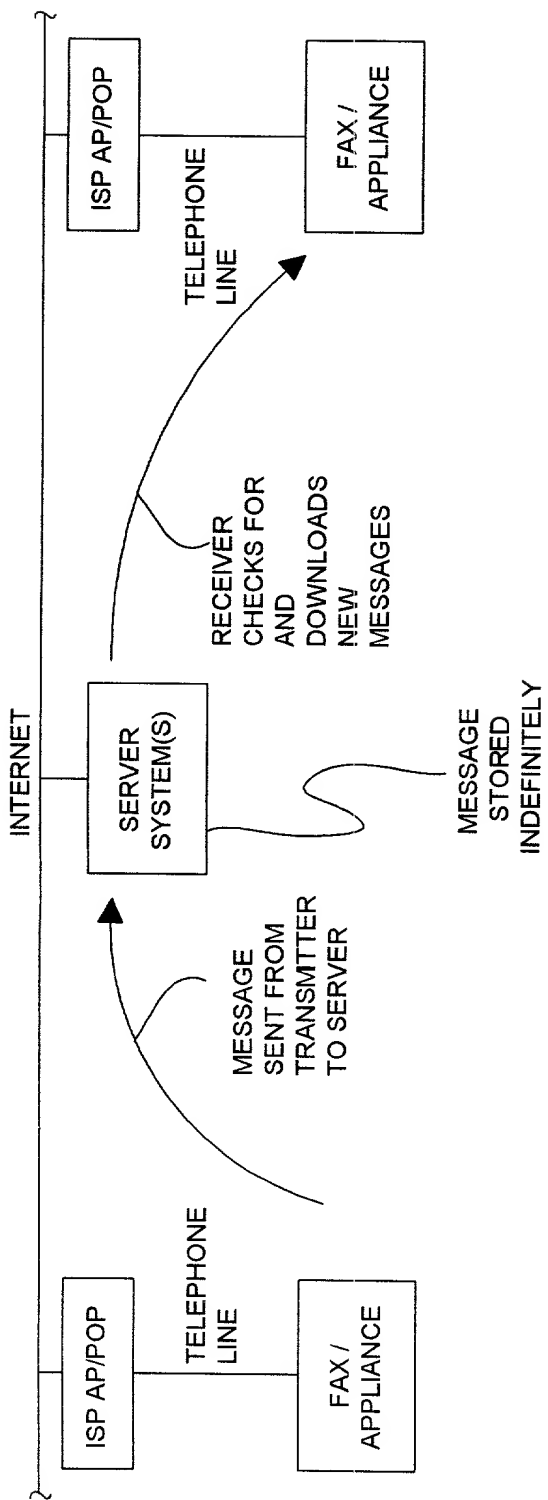 INTERNET
ISP AP/POP
TELEPHONE
LINE
FAX /
APPLIANCE
MESSAGE
SENT FROM
TRANSMTTER
TO SERVER
SERVER
SYSTEM(S)
MESSAGE
STORED
INDEFINITELY
RECEIVER
CHECKS FOR
AND
DOWNLOADS
NEW
MESSAGES
ISP AP/POP
TELEPHONE
LINE
FAX /
APPLIANCE